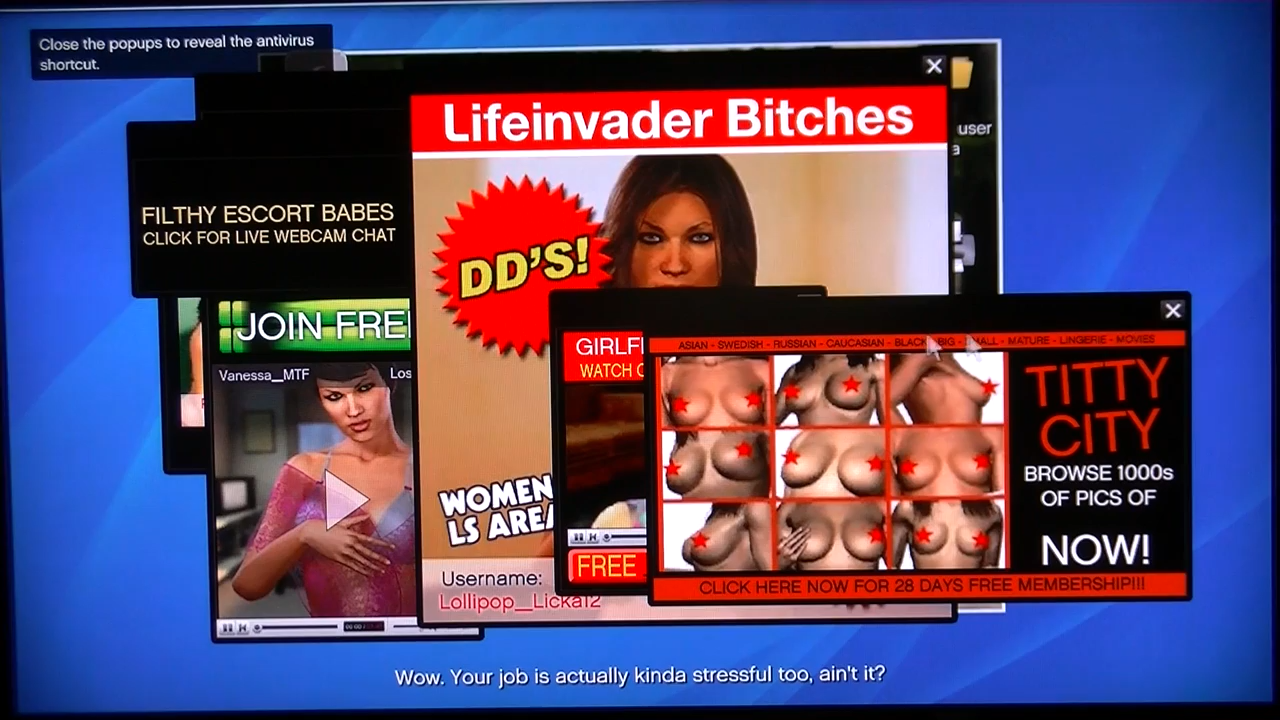 Close the popups to reveal the antivirus
shortcut.
user
a
Lifeinvader Bitches
FILTHY ESCORT BABES
CLICK FOR LIVE WEBCAM CHAT
DD'S!
JOIN FRE
Vanessa_MTF
Los
GIRLF
WATCH
ASIAN - SWEDISH - RUSSIAN - CAUCASIAN - BLACK - BIG - SMALL - MATURE - LINGERIE - MOVIES
TITTY
CITY
BROWSE 1000s
OF PICS OF
NOW!
WOMEN
LS AREA
FREE
Username:
Lollipop_Licka12
CLICK HERE NOW FOR 28 DAYS FREE MEMBERSHIP!!!
Wow. Your job is actually kinda stressful too, ain't it?